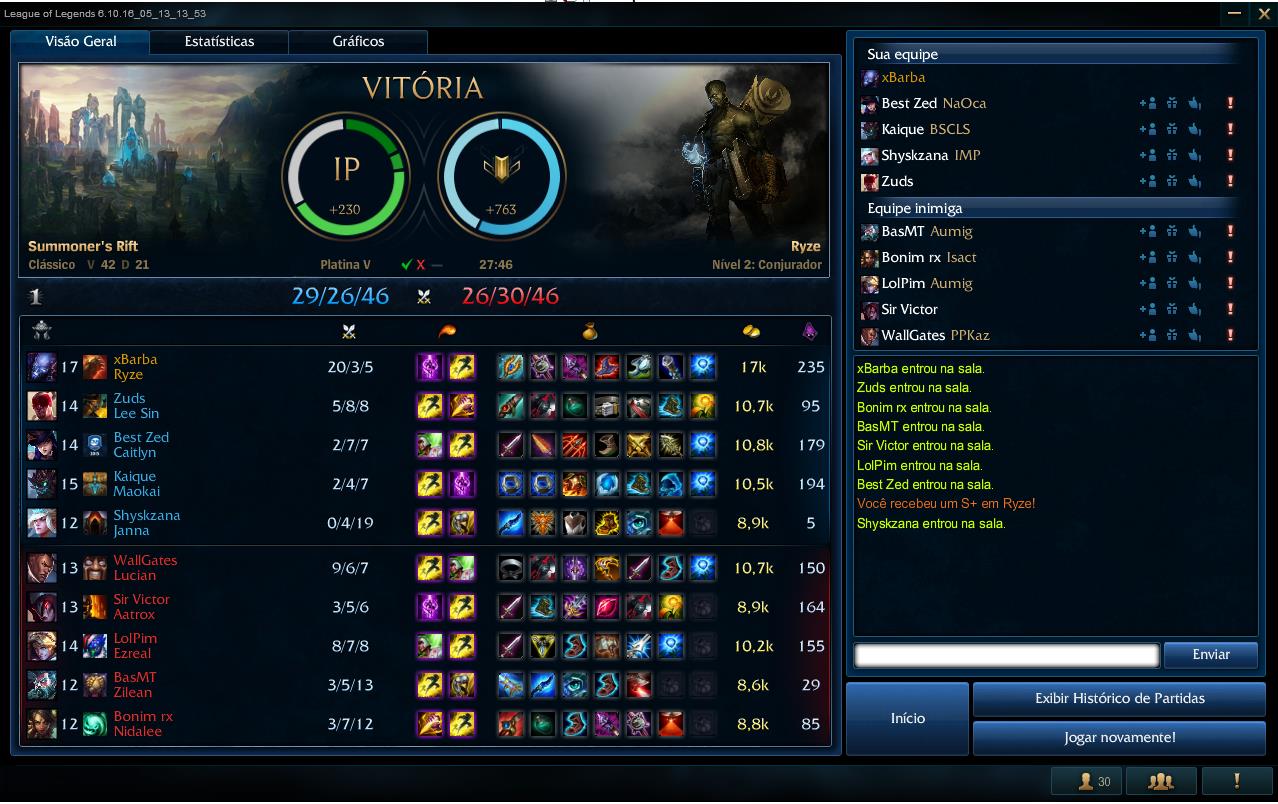 League of Legends 6.10.16_05_13_13_53
Visão Geral Estatísticas Gráficos
VITÓRIA
IP
+230 +763
Summoner's Rift Ryze
Clássico V 42 D 21 Platina V 27:46 Nível 2: Conjurador
1 29/26/46 26/30/46
17 xBarba Ryze 20/3/5 17k 235
14 Zuds Lee Sin 5/8/8 10,7k 95
14 Best Zed Caitlyn 2/7/7 10,8k 179
15 Kaique Maokai 2/4/7 10,5k 194
12 Shyskzana Janna 0/4/19 8,9k 5
13 WallGates Lucian 9/6/7 10,7k 150
13 Sir Victor Aatrox 3/5/6 8,9k 164
14 LolPim Ezreal 8/7/8 10,2k 155
12 BasMT Zilean 3/5/13 8,6k 29
12 Bonim rx Nidalee 3/7/12 8,8k 85
Sua equipe
xBarba
Best Zed NaOca
Kaique BSCLS
Shyskzana IMP
Zuds
Equipe inimiga
BasMT Aumig
Bonim rx Isact
LolPim Aumig
Sir Victor
WallGates PPKaz
xBarba entrou na sala.
Zuds entrou na sala.
Bonim rx entrou na sala.
BasMT entrou na sala.
Sir Victor entrou na sala.
LolPim entrou na sala.
Best Zed entrou na sala.
Você recebeu um S+ em Ryze!
Shyskzana entrou na sala.
Enviar
Início
Exibir Histórico de Partidas
Jogar novamente!
30